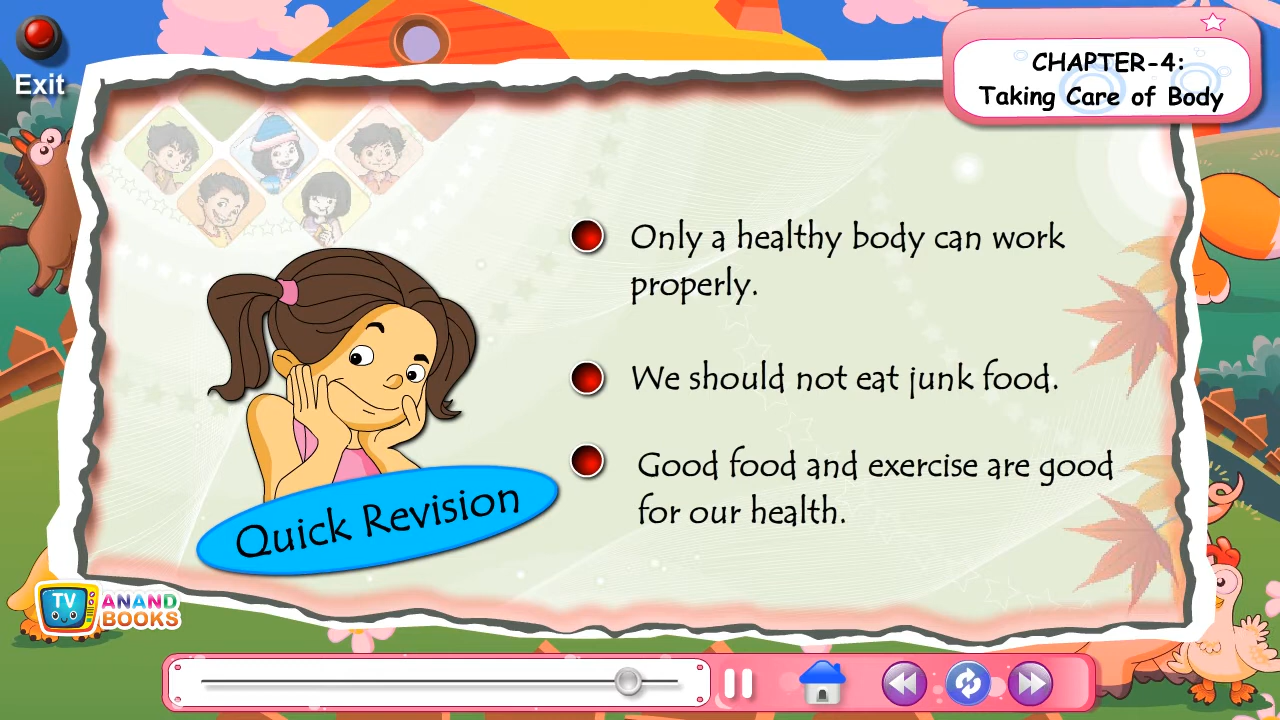 Exit
CHAPTER-4:
Taking Care of Body
Only a healthy body can work
properly.
We should not eat junk food.
Good food and exercise are good
for our health.
Quick Revision
TV
ANAND
BOOKS